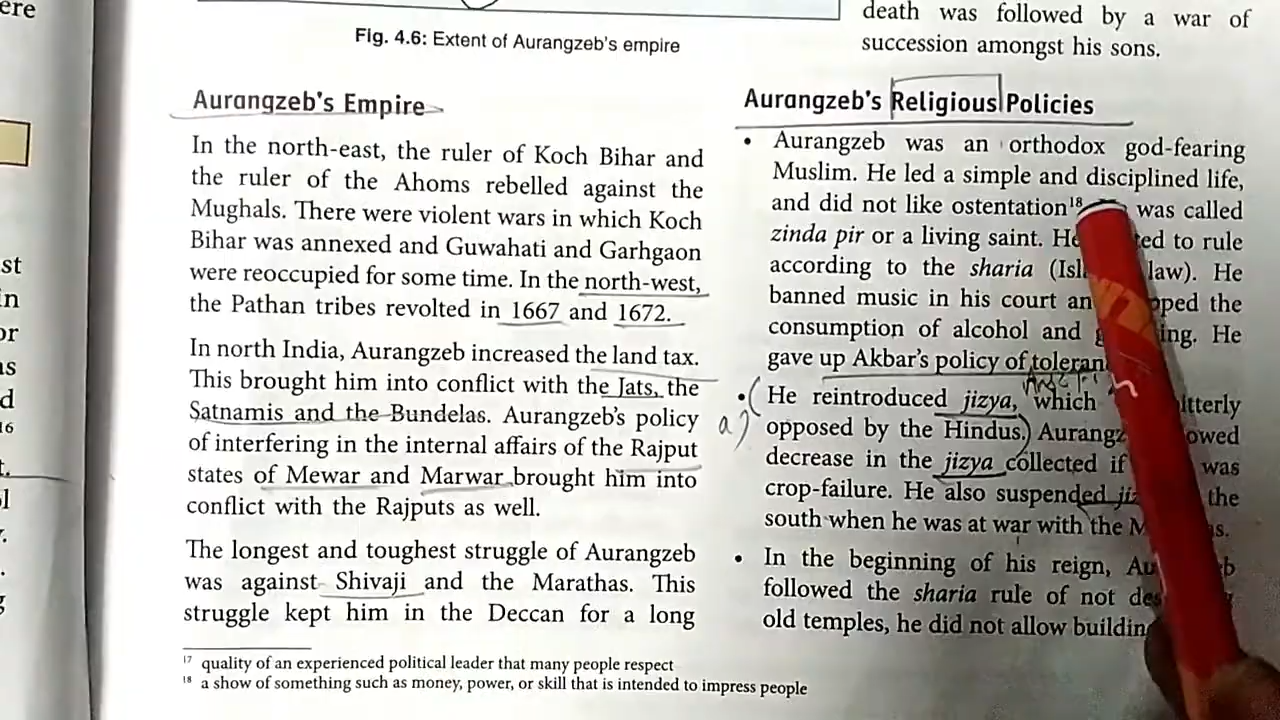 ere
st
in
or
as
d
16
t.
l
Fig. 4.6: Extent of Aurangzeb's empire
Aurangzeb's Empire
In the north-east, the ruler of Koch Bihar and
the ruler of the Ahoms rebelled against the
Mughals. There were violent wars in which Koch
Bihar was annexed and Guwahati and Garhgaon
were reoccupied for some time. In the north-west,
the Pathan tribes revolted in 1667 and 1672.
In north India, Aurangzeb increased the land tax.
This brought him into conflict with the Jats, the
Satnamis and the Bundelas. Aurangzeb's policy
of interfering in the internal affairs of the Rajput
states of Mewar and Marwar brought him into
conflict with the Rajputs as well.
The longest and toughest struggle of Aurangzeb
was against Shivaji and the Marathas. This
struggle kept him in the Deccan for a long
17 quality of an experienced political leader that many people respect
18 a show of something such as money, power, or skill that is intended to impress people
death was followed by a war of
succession amongst his sons.
Aurangzeb's Religious Policies
• Aurangzeb was an orthodox god-fearing
Muslim. He led a simple and disciplined life,
and did not like ostentation18 was called
zinda pir or a living saint. He to rule
according to the sharia law). He
banned music in his court the
consumption of alcohol and He
gave up Akbar's policy of
• He reintroduced jizya, which
a)
opposed by the Hindus.
decrease in the jizya collected if was
crop-failure. He also suspended the
south when he was at war with the
• In the beginning of his reign,
followed the sharia rule of not
old temples, he did not allow